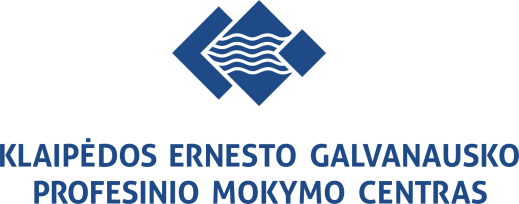 KLAIPĖDOS ERNESTO GALVANAUSKO
PROFESINIO MOKYMO CENTRAS